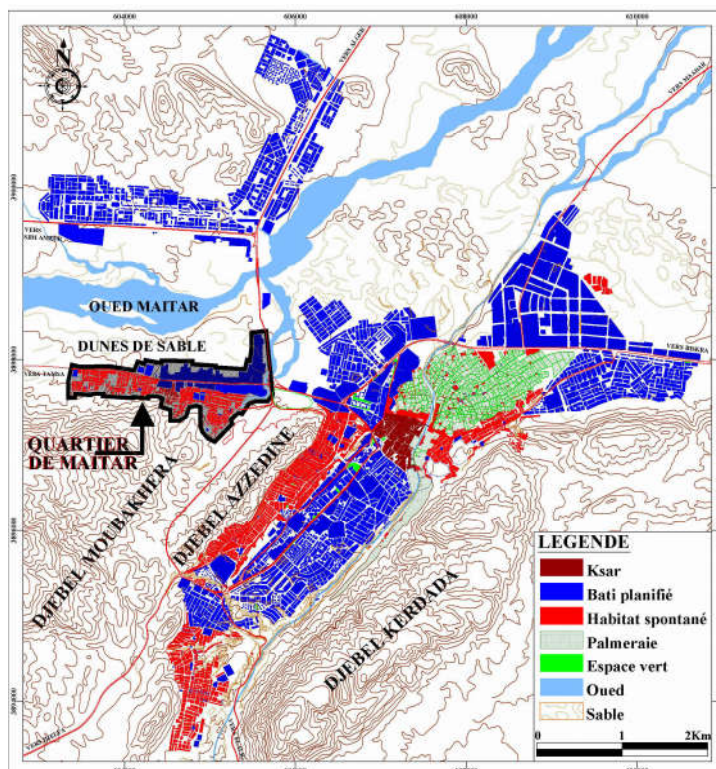 604000
606000
608000
610000
N
VERS ALGER
VERS MAADAR
VERS
SIDI AMEUR
OUED MAITAR
DUNES DE SABLE
VERS BISKRA
QUARTIER
DE MAITAR
DJEBEL MOUBAKHERA
DJEBEL AZZEDINE
DJEBEL KERDADA
VERS DJELFA
LEGENDE
Ksar
Bati planifié
Habitat spontané
Palmeraie
Espace vert
Oued
Sable
0 1 2Km